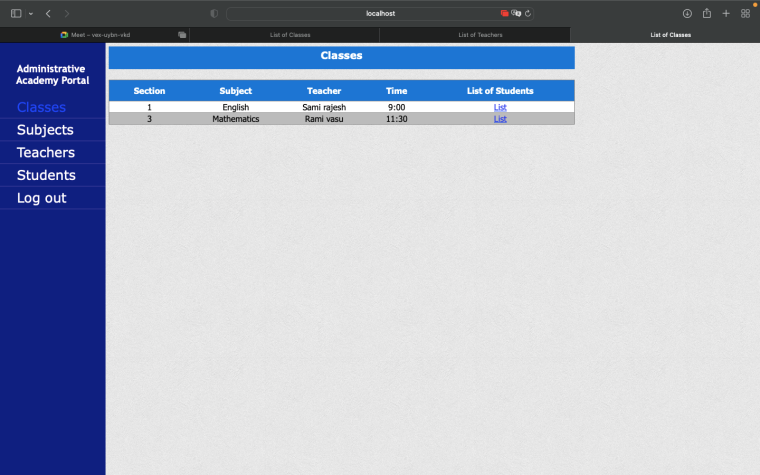 localhost
Meet – vex-uybn-vkd
List of Classes
List of Teachers
List of Classes
Administrative
Academy Portal
Classes
Subjects
Teachers
Students
Log out
Classes
Section Subject Teacher Time List of Students
1 English Sami rajesh 9:00 List
3 Mathematics Rami vasu 11:30 List